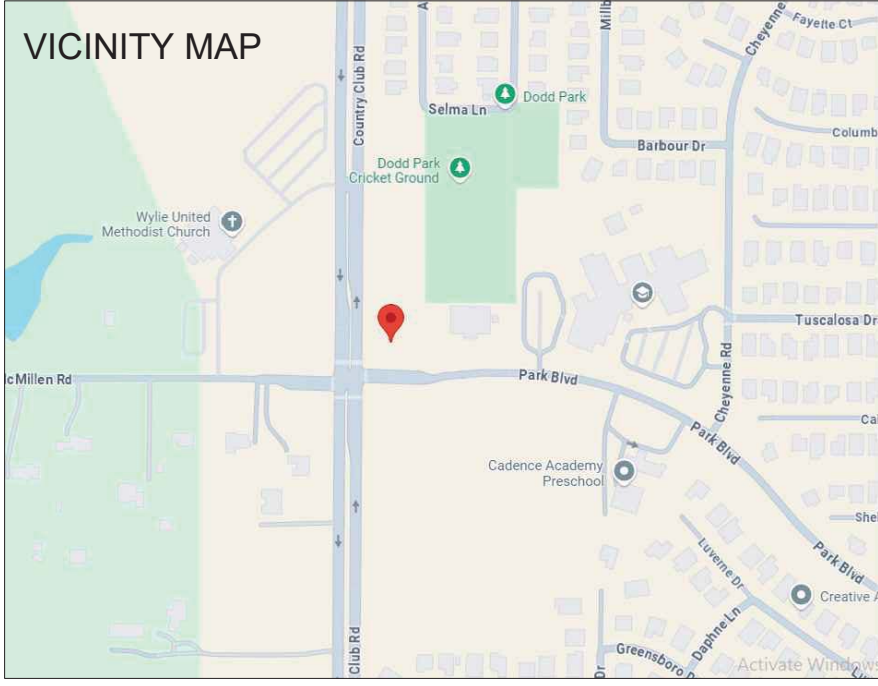 VICINITY MAP
Country Club Rd
Fayette Ct
Cheyenne
Dodd Park
Selma Ln
Columb
Barbour Dr
Dodd Park
Cricket Ground
Wylie United
Methodist Church
Tuscalosa Dr
cMillen Rd
Park Blvd
Cheyenne Rd
Cal
Park Blvd
Cadence Academy
Preschool
She
Park Blvd
Luverne Dr
Creative A
Daphne Ln
Club Rd
Dr
Greensboro D
Activate Windows